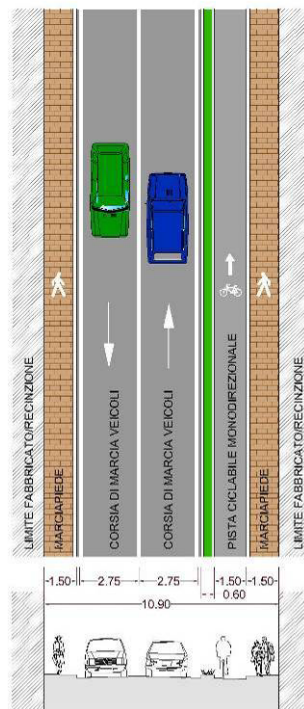 LIMITE FABBRICATO/RECINZIONE
MARCIAPIEDE
CORSIA DI MARCIA VEICOLI
CORSIA DI MARCIA VEICOLI
PISTA CICLABILE MONODIREZIONALE
MARCIAPIEDE
LIMITE FABBRICATO/RECINZIONE
1.50 2.75 2.75 1.50 1.50
0.60
10.90